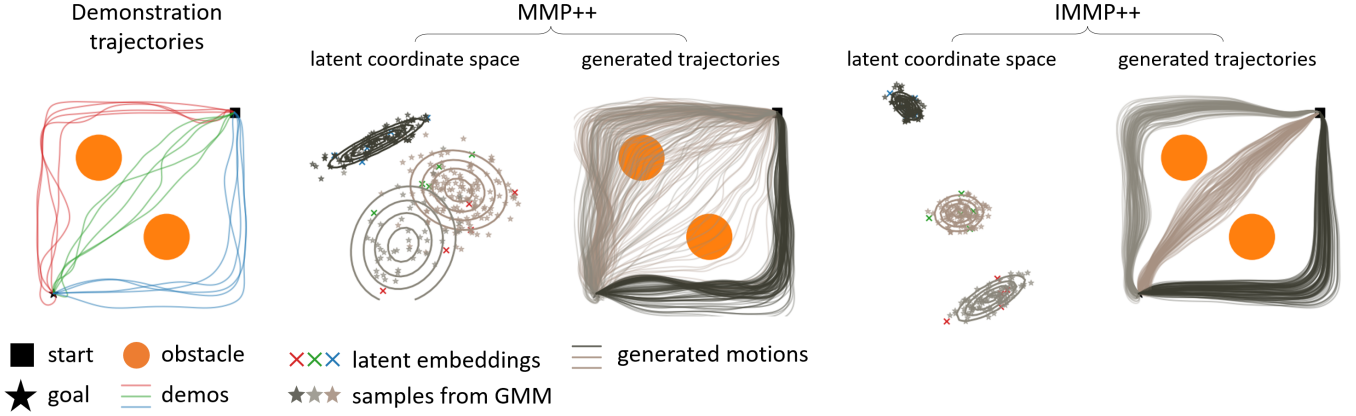 Demonstration
trajectories
MMP++
latent coordinate space
generated trajectories
IMMP++
latent coordinate space
generated trajectories
start
obstacle
goal
demos
latent embeddings
samples from GMM
generated motions